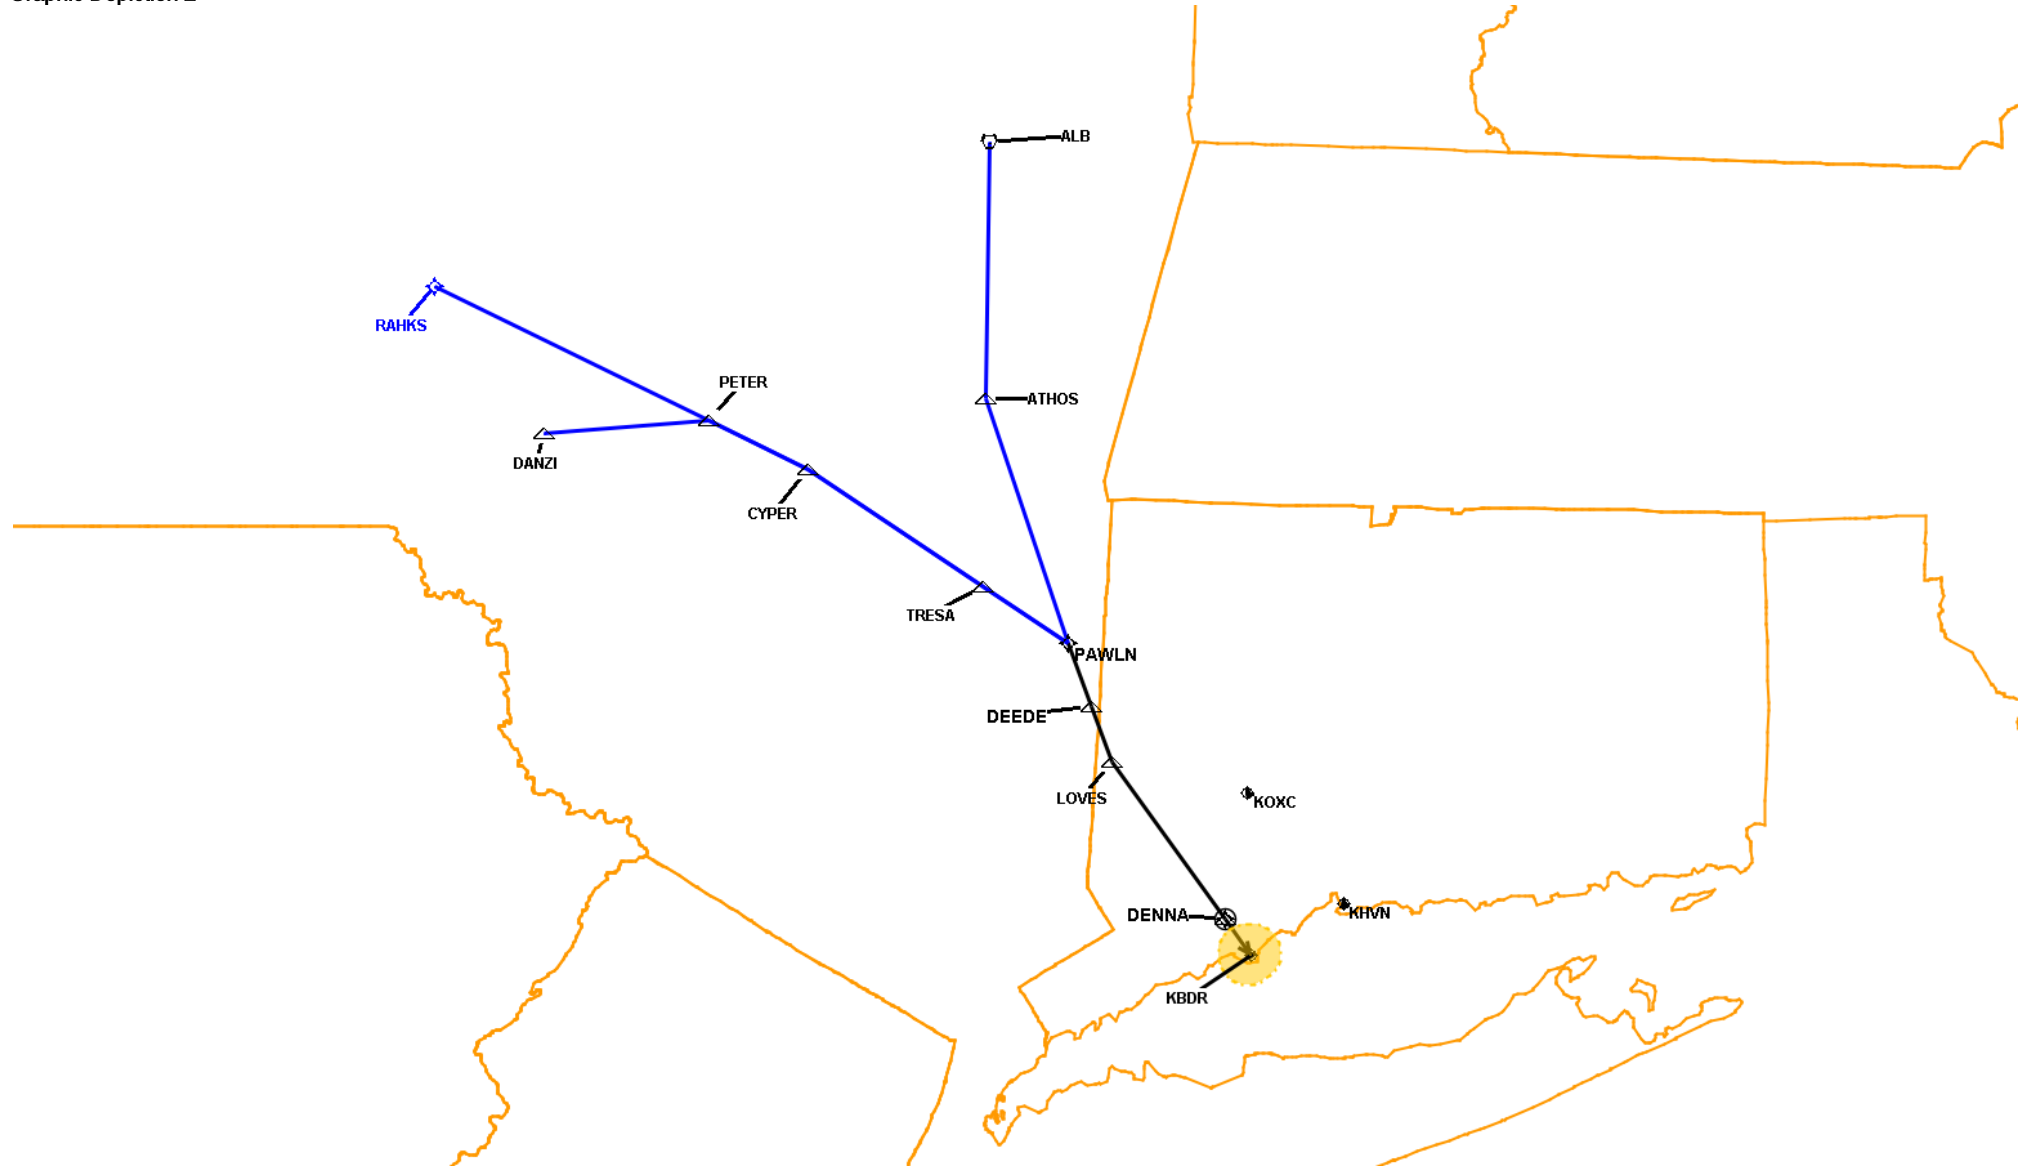 ALB
RAHKS
PETER
ATHOS
DANZI
CYPER
TRESA
PAWLN
DEEDE
LOVES
KOXC
DENNA
KHVN
KBDR